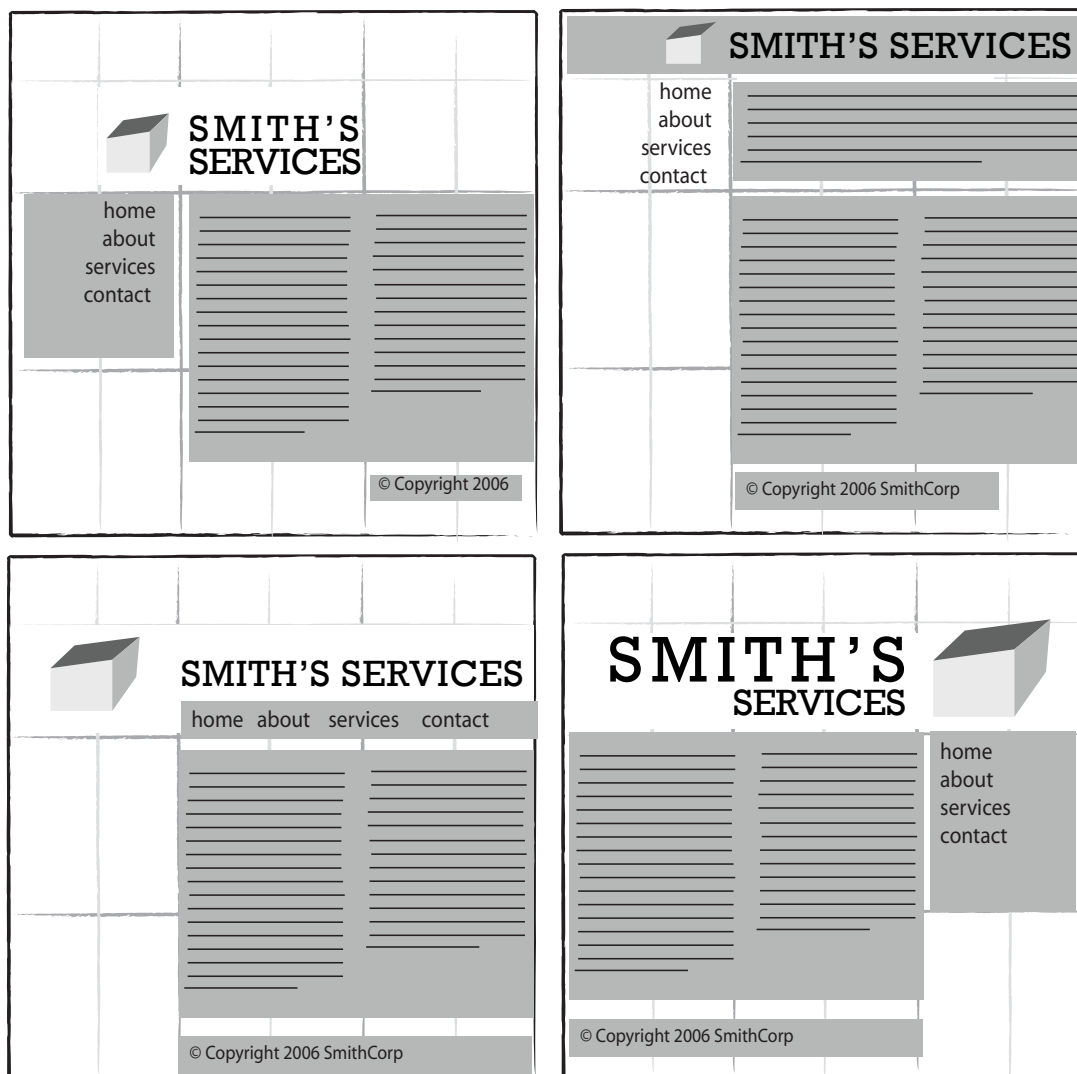 SMITH'S
SERVICES
home
about
services
contact
© Copyright 2006
SMITH'S SERVICES
home
about
services
contact
© Copyright 2006 SmithCorp
SMITH'S SERVICES
home about services contact
© Copyright 2006 SmithCorp
SMITH'S
SERVICES
home
about
services
contact
© Copyright 2006 SmithCorp